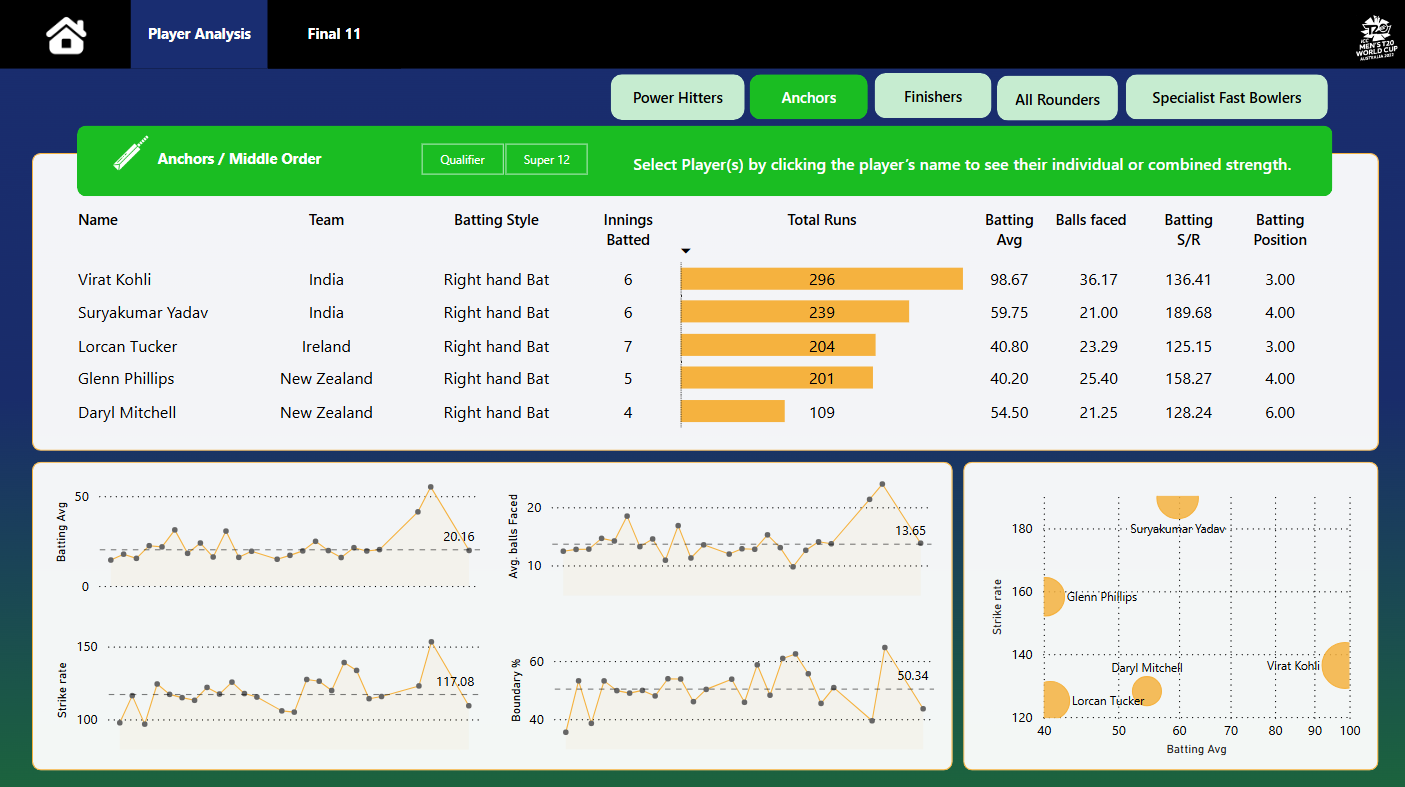 Player Analysis
Final 11
ICC
MEN'S T20
WORLD CUP
AUSTRALIA 2022
Power Hitters
Anchors
Finishers
All Rounders
Specialist Fast Bowlers
Anchors / Middle Order
Qualifier
Super 12
Select Player(s) by clicking the player's name to see their individual or combined strength.
Name Team Batting Style Innings Batted Total Runs Batting Avg Balls faced Batting S/R Batting Position
Virat Kohli India Right hand Bat 6 296 98.67 36.17 136.41 3.00
Suryakumar Yadav India Right hand Bat 6 239 59.75 21.00 189.68 4.00
Lorcan Tucker Ireland Right hand Bat 7 204 40.80 23.29 125.15 3.00
Glenn Phillips New Zealand Right hand Bat 5 201 40.20 25.40 158.27 4.00
Daryl Mitchell New Zealand Right hand Bat 4 109 54.50 21.25 128.24 6.00
Batting Avg
50
0
20.16
Avg. balls Faced
20
10
13.65
Strike rate
150
100
117.08
Boundary %
60
40
50.34
Strike rate
180
160
140
120
Suryakumar Yadav
Glenn Phillips
Daryl Mitchell
Virat Kohli
Lorcan Tucker
40 50 60 70 80 90 100
Batting Avg